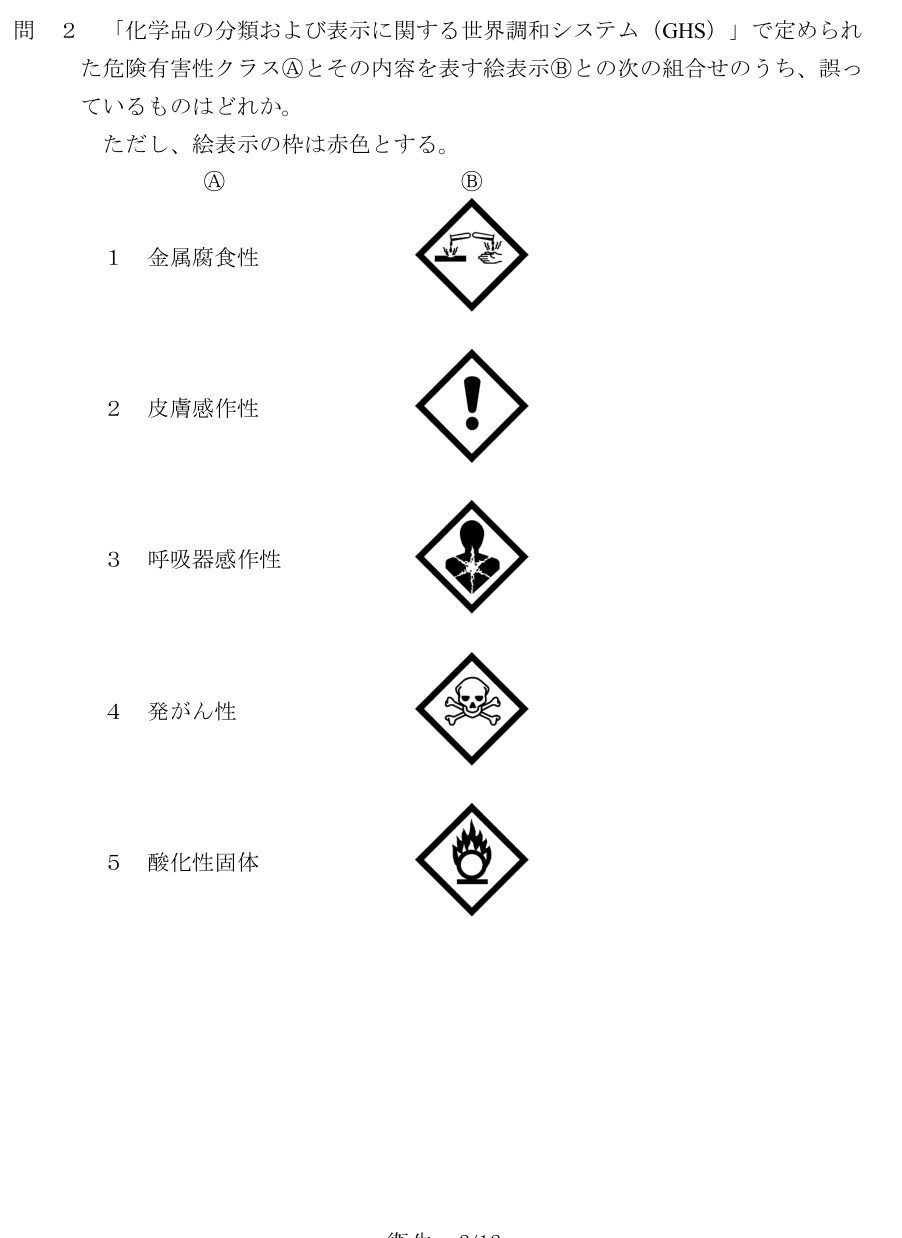 問　２　「化学品の分類および表示に関する世界調和システム（GHS）」で定められ
た危険有害性クラスⒶとその内容を表す絵表示Ⓑとの次の組合せのうち、誤っ
ているものはどれか。
ただし、絵表示の枠は赤色とする。
Ⓐ　Ⓑ
１　金属腐食性
２　皮膚感作性
３　呼吸器感作性
４　発がん性
５　酸化性固体